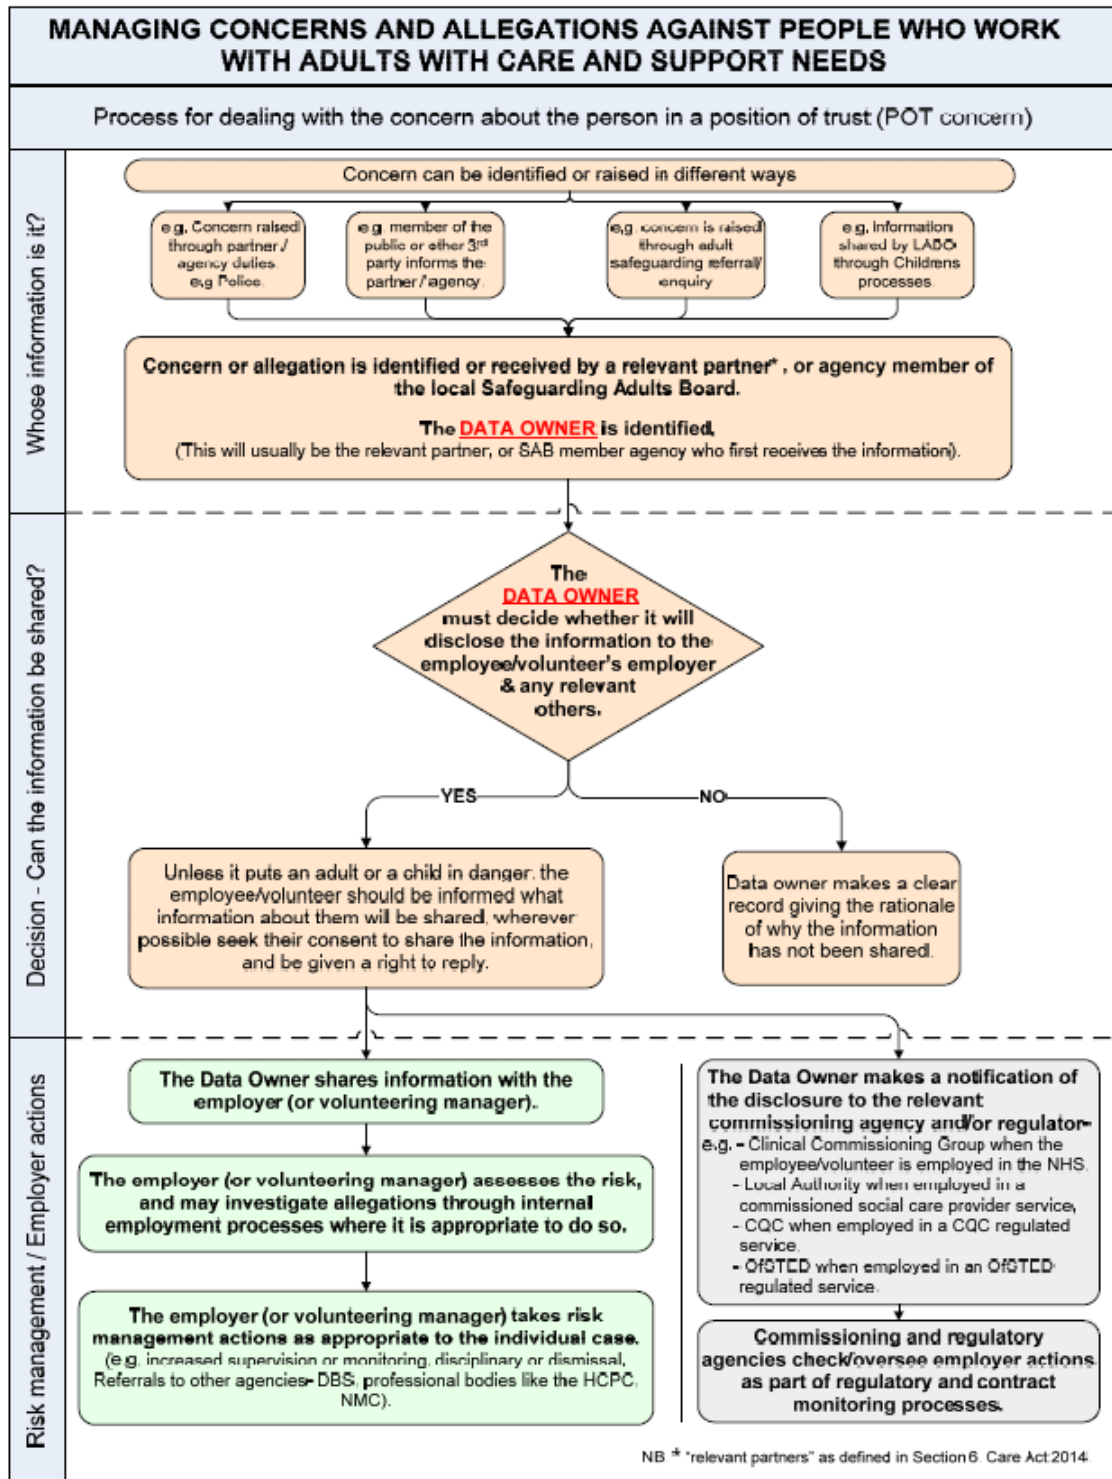 MANAGING CONCERNS AND ALLEGATIONS AGAINST PEOPLE WHO WORK
WITH ADULTS WITH CARE AND SUPPORT NEEDS
Process for dealing with the concern about the person in a position of trust (POT concern)
Whose information is it?
Concern can be identified or raised in different ways
e.g. Concern raised
through partner /
agency duties.
e.g Police.
e.g. member of the
public or other 3rd
party informs the
partner / agency.
e.g. concern is raised
through adult
safeguarding referral/
enquiry
e.g. Information
shared by LADO
through Childrens
processes.
Concern or allegation is identified or received by a relevant partner* , or agency member of
the local Safeguarding Adults Board.
The DATA OWNER is identified,
(This will usually be the relevant partner, or SAB member agency who first receives the information).
Decision - Can the information be shared?
The
DATA OWNER
must decide whether it will
disclose the information to the
employee/volunteer's employer
& any relevant
others.
YES
NO
Unless it puts an adult or a child in danger, the
employee/volunteer should be informed what
information about them will be shared, wherever
possible seek their consent to share the information,
and be given a right to reply.
Data owner makes a clear
record giving the rationale
of why the information
has not been shared.
Risk management / Employer actions
The Data Owner shares information with the
employer (or volunteering manager).
The employer (or volunteering manager) assesses the risk,
and may investigate allegations through internal
employment processes where it is appropriate to do so.
The employer (or volunteering manager) takes risk
management actions as appropriate to the individual case.
(e.g. increased supervision or monitoring, disciplinary or dismissal,
Referrals to other agencies- DBS, professional bodies like the HCPC,
NMC).
The Data Owner makes a notification of
the disclosure to the relevant
commissioning agency and/or regulator-
e.g. - Clinical Commissioning Group when the
employee/volunteer is employed in the NHS.
- Local Authority when employed in a
commissioned social care provider service,
- CQC when employed in a CQC regulated
service.
- OfSTED when employed in an OfSTED
regulated service.
Commissioning and regulatory
agencies check/oversee employer actions
as part of regulatory and contract
monitoring processes.
NB. * "relevant partners" as defined in Section 6. Care Act 2014